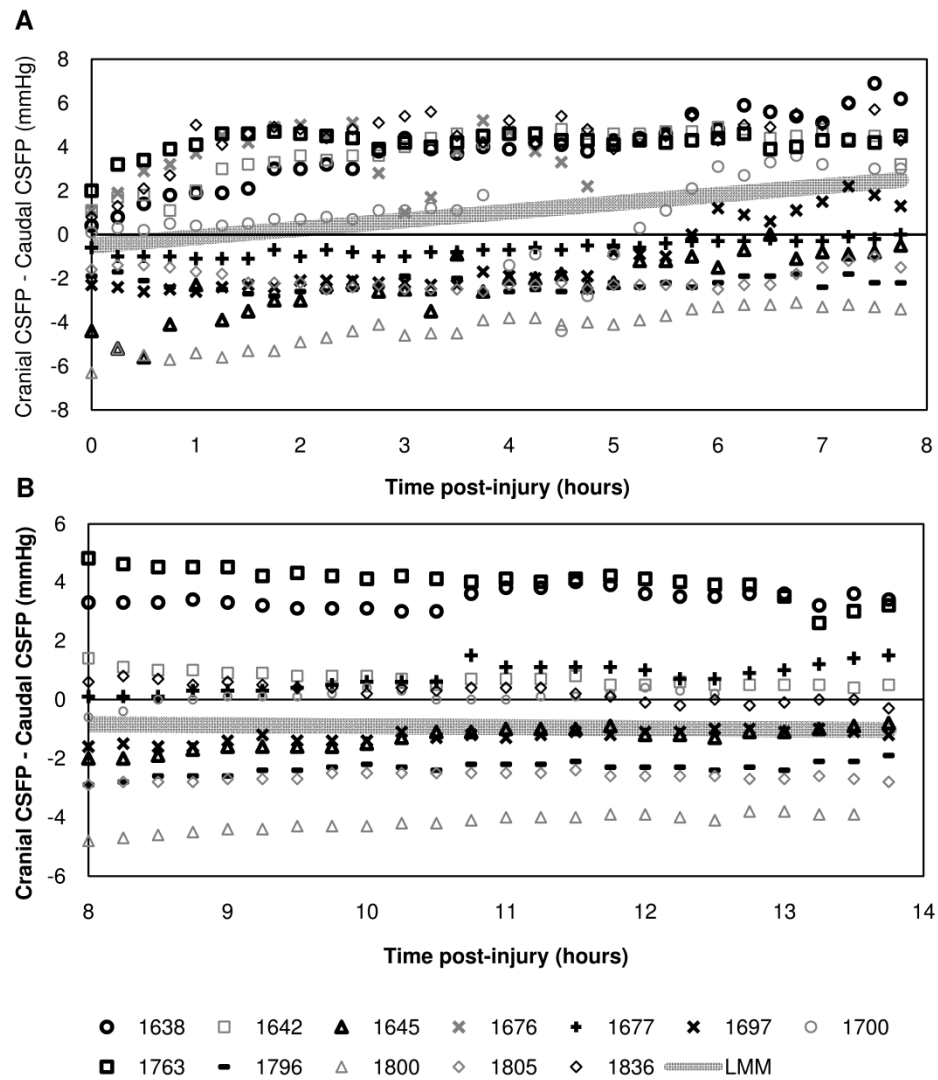 A
Cranial CSFP - Caudal CSFP (mmHg)
8
6
4
2
0
-2
-4
-6
-8
0 1 2 3 4 5 6 7 8
Time post-injury (hours)
B
Cranial CSFP - Caudal CSFP (mmHg)
6
4
2
0
-2
-4
-6
8 9 10 11 12 13 14
Time post-injury (hours)
1638 1642 1645 1676 1677 1697 1700
1763 1796 1800 1805 1836 LMM